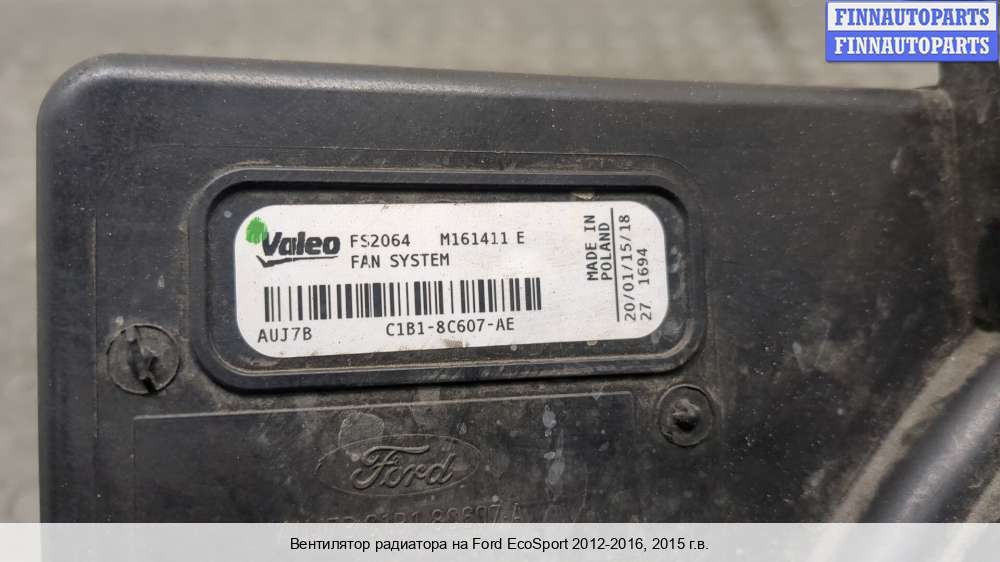 FINNAUTOPARTS
FINNAUTOPARTS
Valeo FS2064 M161411 E
FAN SYSTEM
AUJ7B C1B1-8C607-AE
MADE IN
POLAND
20/01/15/18
27 1694
Ford
Вентилятор радиатора на Ford EcoSport 2012-2016, 2015 г.в.